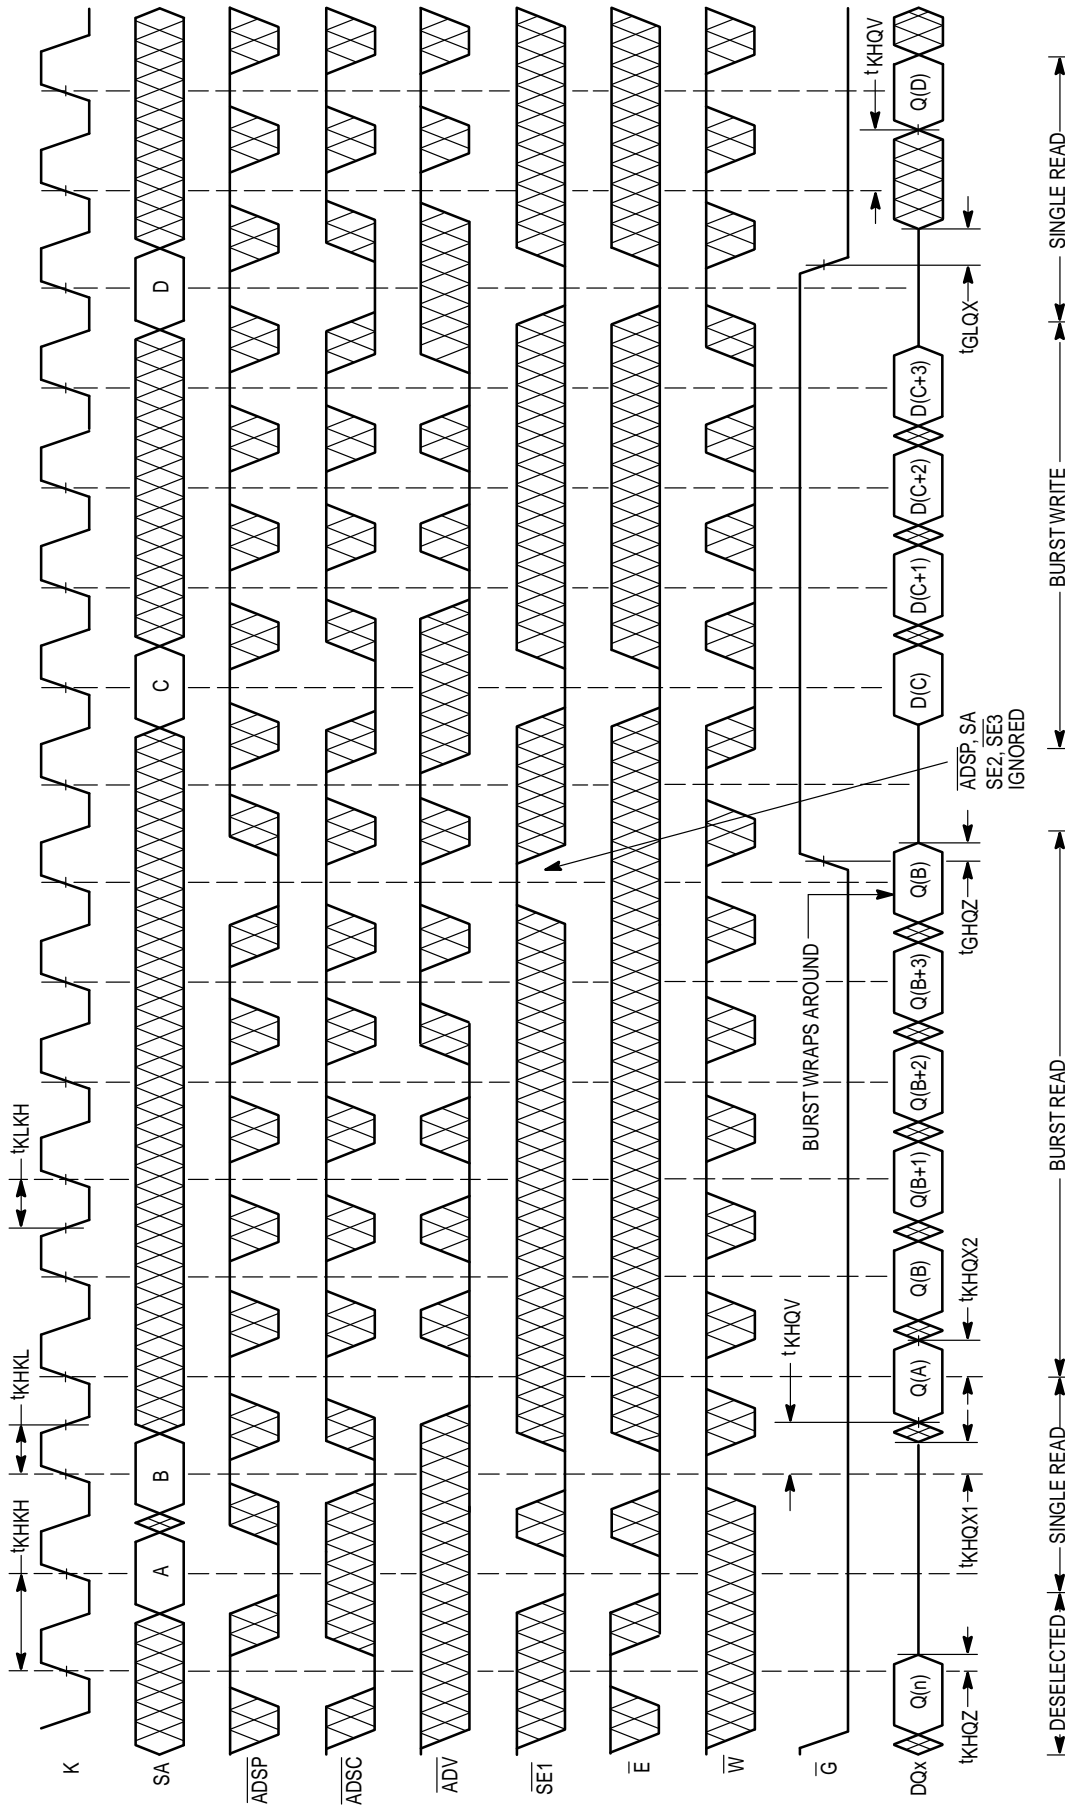 tKHKH
tKHKL
tKLKH
K
SA
A
B
C
D
ADSP
ADSC
ADV
SE1
E
W
G
tKHQV
BURST WRAPS AROUND
ADSP, SA
SE2, SE3
IGNORED
tKHQV
DQx
Q(n)
Q(A)
Q(B)
Q(B+1)
Q(B+2)
Q(B+3)
Q(B)
D(C)
D(C+1)
D(C+2)
D(C+3)
Q(D)
tKHQZ
tKHQX1
tKHQX2
tGHQZ
tGLQX
DESELECTED
SINGLE READ
BURST READ
BURST WRITE
SINGLE READ